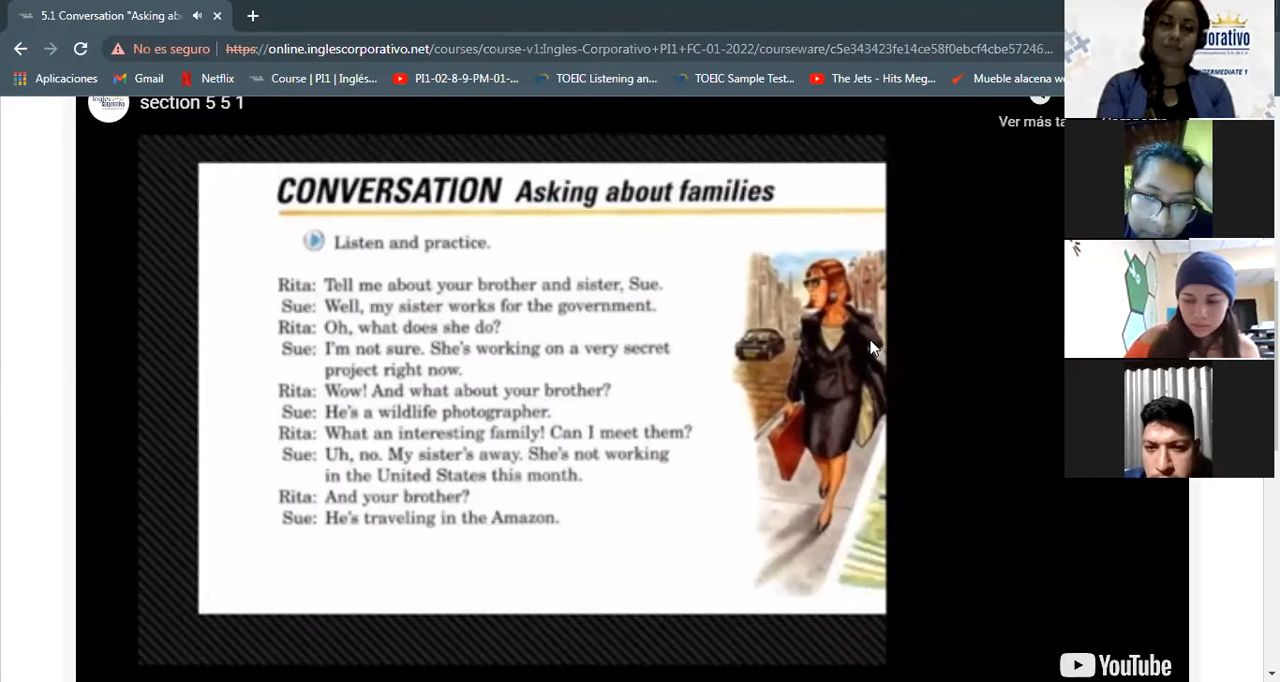 5.1 Conversation "Asking ab
No es seguro | https://online.inglescorporativo.net/courses/course-v1:Ingles-Corporativo+PI1+FC-01-2022/courseware/c5e343423fe14ce58f0ebcf4cbe57246...
Aplicaciones Gmail Netflix Course | PI1 | Inglés... PI1-02-8-9-PM-01-... TOEIC Listening an... TOEIC Sample Test... The Jets - Hits Meg... Mueble alacena
porativo
INTERMEDIATE 1
section 5 5 1
Ver más
CONVERSATION Asking about families
Listen and practice.
Rita: Tell me about your brother and sister, Sue.
Sue: Well, my sister works for the government.
Rita: Oh, what does she do?
Sue: I'm not sure. She's working on a very secret
project right now.
Rita: Wow! And what about your brother?
Sue: He's a wildlife photographer.
Rita: What an interesting family! Can I meet them?
Sue: Uh, no. My sister's away. She's not working
in the United States this month.
Rita: And your brother?
Sue: He's traveling in the Amazon.
YouTube